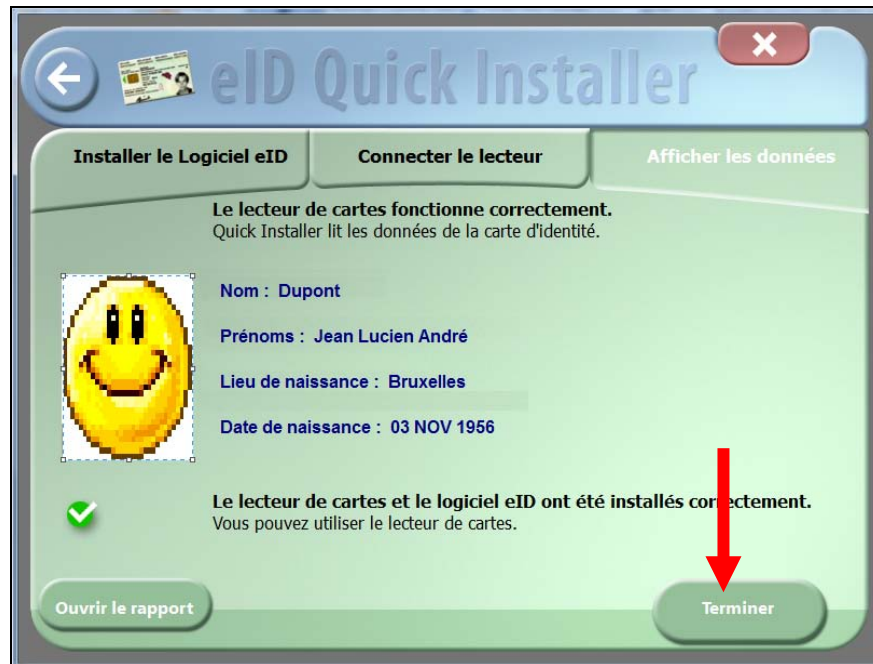 eID Quick Installer
Installer le Logiciel eID
Connecter le lecteur
Afficher les données
Le lecteur de cartes fonctionne correctement.
Quick Installer lit les données de la carte d'identité.
Nom : Dupont
Prénoms : Jean Lucien André
Lieu de naissance : Bruxelles
Date de naissance : 03 NOV 1956
Le lecteur de cartes et le logiciel eID ont été installés correctement.
Vous pouvez utiliser le lecteur de cartes.
Ouvrir le rapport
Terminer